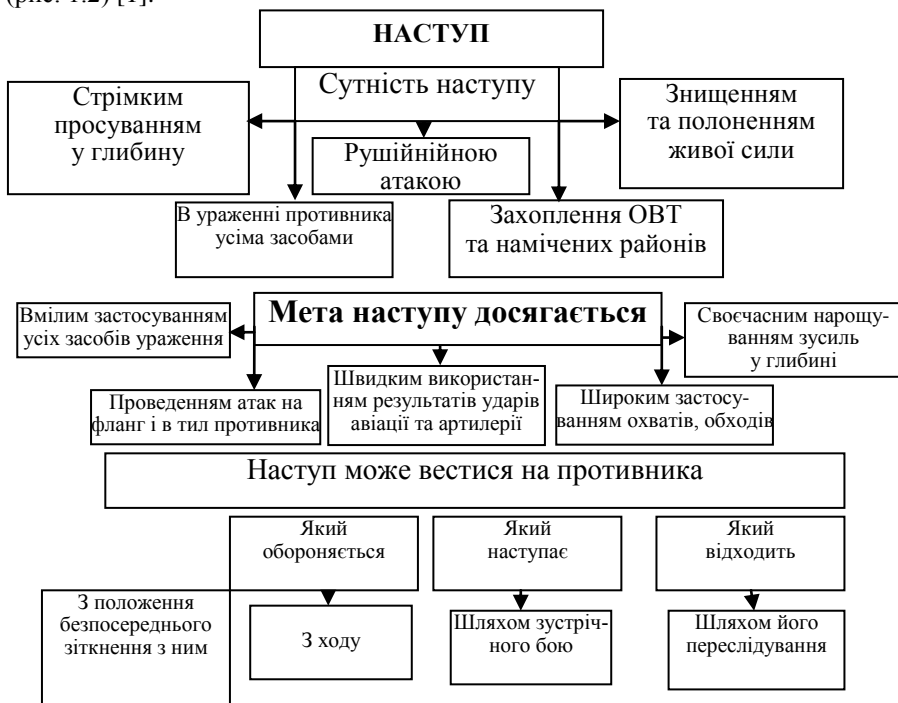 (рис. 1.2) [1].
НАСТУП
Сутність наступу
Стрімким
просуванням
у глибину
Рушійнійною
атакою
Знищенням
та полоненням
живої сили
В ураженні противника
усіма засобами
Захоплення ОВТ
та намічених районів
Мета наступу досягається
Вмілим застосуванням
усіх засобів ураження
Своєчасним нарощу-
ванням зусиль
у глибині
Проведенням атак на
фланг і в тил противника
Швидким використан-
ням результатів ударів
авіації та артилерії
Широким застосу-
ванням охватів, обходів
Наступ може вестися на противника
Який
обороняється
Який
наступає
Який
відходить
З положення
безпосереднього
зіткнення з ним
З ходу
Шляхом зустріч-
ного бою
Шляхом його
переслідування